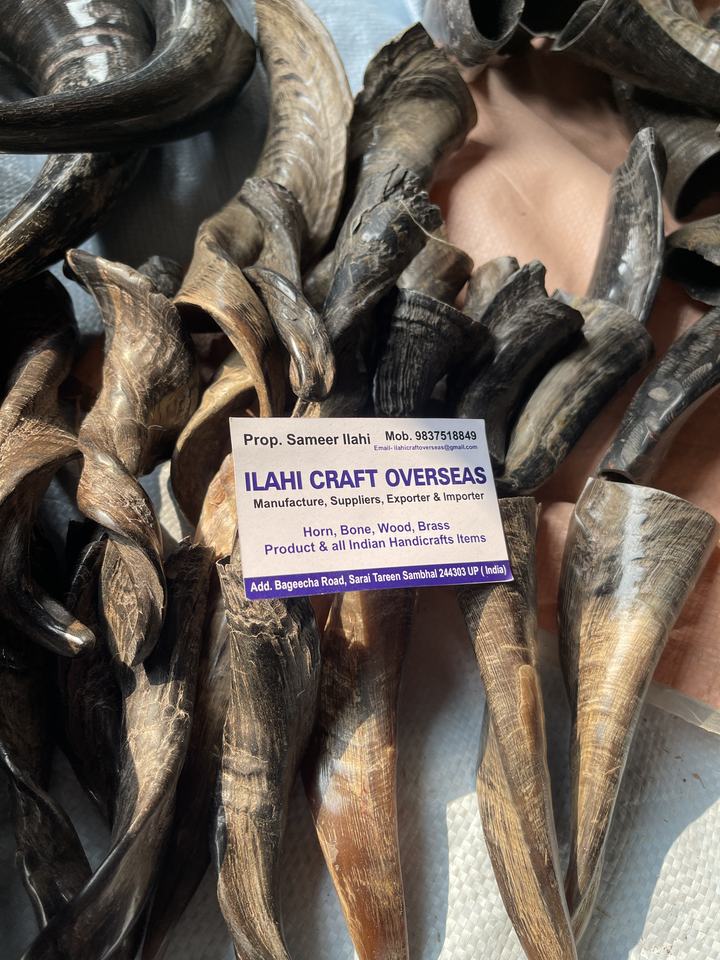 Prop. Sameer Ilahi Mob. 9837518849
Email- ilahicraftoverseas@gmail.com
ILAHI CRAFT OVERSEAS
Manufacture, Suppliers, Exporter & Importer
Horn, Bone, Wood, Brass
Product & all Indian Handicrafts Items
Add. Bageecha Road, Sarai Tareen Sambhal 244303 UP ( India)